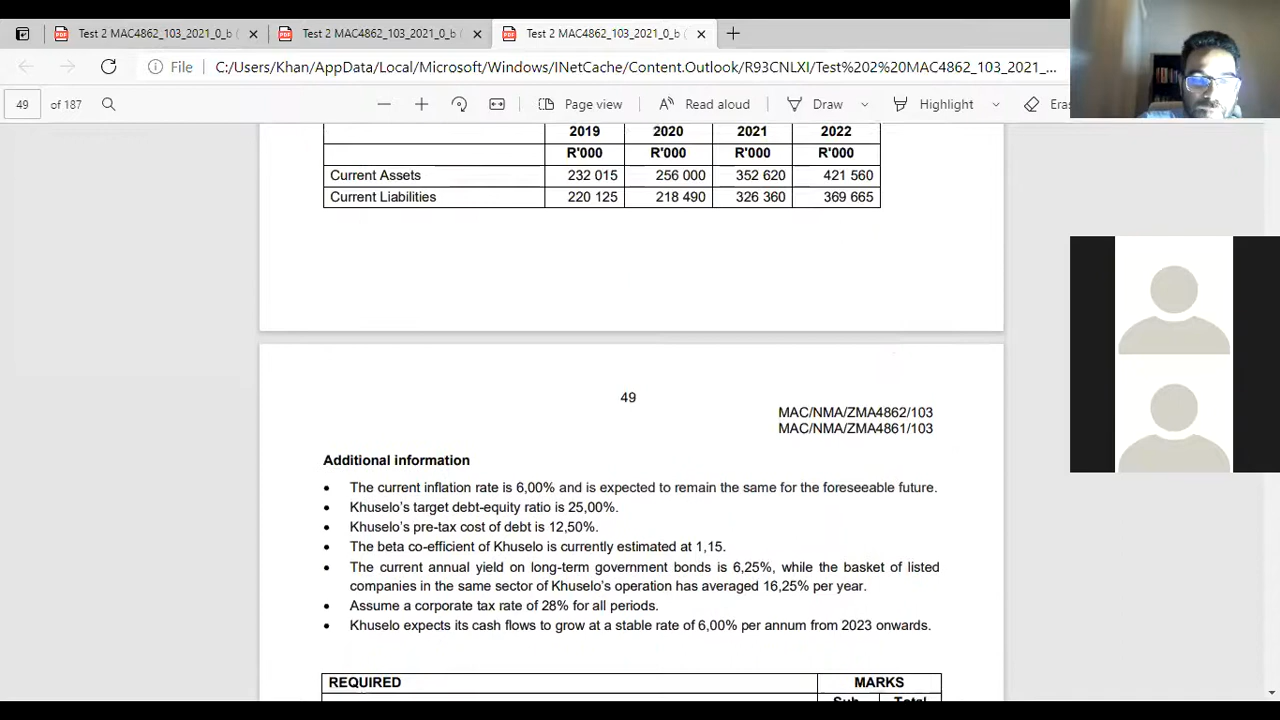 Test 2 MAC4862_103_2021_0_b ( Test 2 MAC4862_103_2021_0_b ( Test 2 MAC4862_103_2021_0_b (
File C:/Users/Khan/AppData/Local/Microsoft/Windows/INetCache/Content.Outlook/R93CNLXI/Test%202%20MAC4862_103_2021_...
49 of 187 Page view Read aloud Draw Highlight Eras
2019 2020 2021 2022
R'000 R'000 R'000 R'000
Current Assets 232 015 256 000 352 620 421 560
Current Liabilities 220 125 218 490 326 360 369 665
49
MAC/NMA/ZMA4862/103
MAC/NMA/ZMA4861/103
Additional information
• The current inflation rate is 6,00% and is expected to remain the same for the foreseeable future.
• Khuselo's target debt-equity ratio is 25,00%.
• Khuselo's pre-tax cost of debt is 12,50%.
• The beta co-efficient of Khuselo is currently estimated at 1,15.
• The current annual yield on long-term government bonds is 6,25%, while the basket of listed
companies in the same sector of Khuselo's operation has averaged 16,25% per year.
• Assume a corporate tax rate of 28% for all periods.
• Khuselo expects its cash flows to grow at a stable rate of 6,00% per annum from 2023 onwards.
REQUIRED MARKS
Sub Total